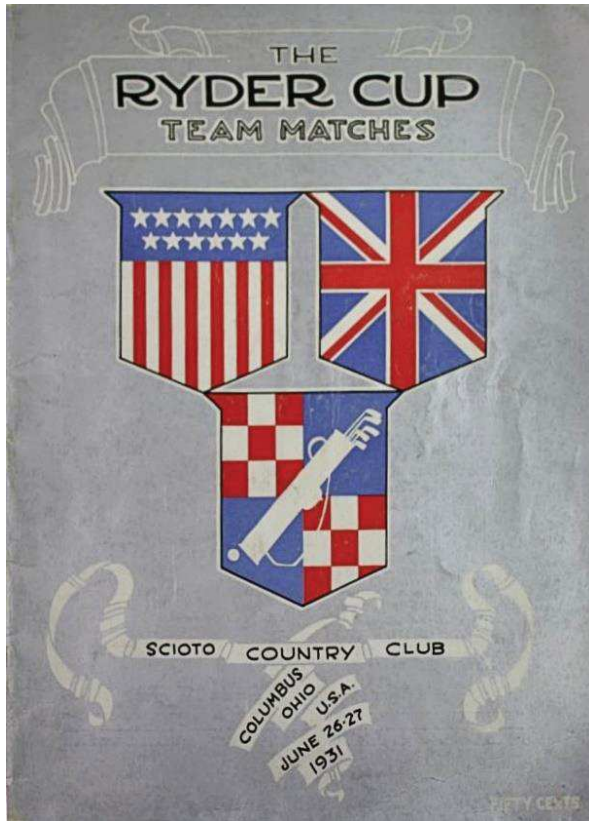 THE
RYDER CUP
TEAM MATCHES
SCIOTO COUNTRY CLUB
COLUMBUS
OHIO
U.S.A.
JUNE 26-27
1931
FIFTY CENTS